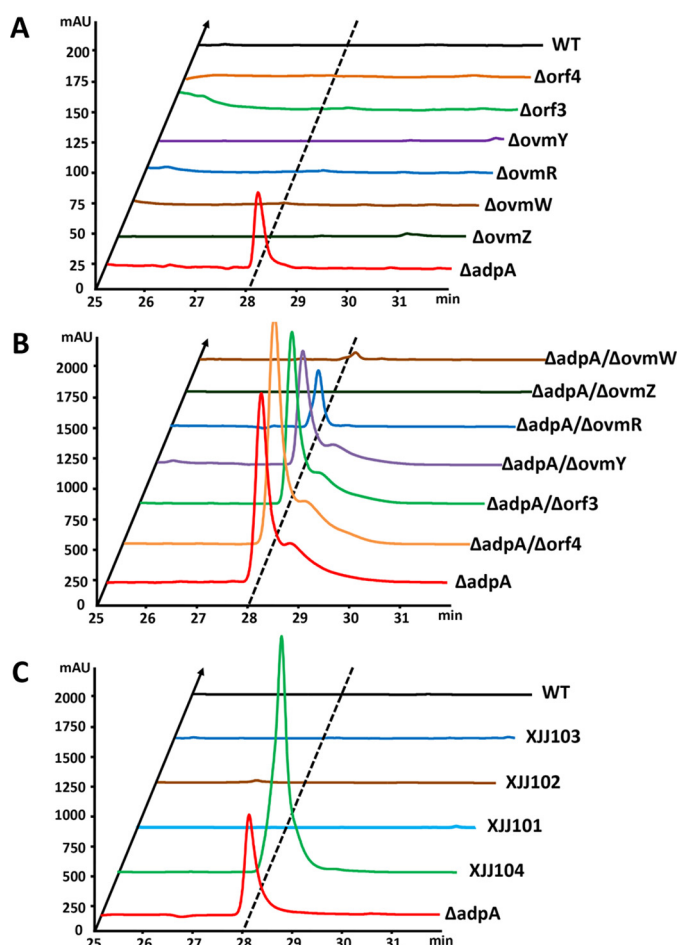 A
mAU
200 WT
175 Δorf4
150 Δorf3
125 ΔovmY
100 ΔovmR
75 ΔovmW
50 ΔovmZ
25 ΔadpA
0
25 26 27 28 29 30 31 min
B
mAU
2000 ΔadpA/ΔovmW
1750 ΔadpA/ΔovmZ
1500 ΔadpA/ΔovmR
1250 ΔadpA/ΔovmY
1000 ΔadpA/Δorf3
750
500 ΔadpA/Δorf4
250 ΔadpA
0
25 26 27 28 29 30 31 min
C
mAU
2000 WT
1750 XJJ103
1500
1250 XJJ102
1000 XJJ101
750
500 XJJ104
250 ΔadpA
0
25 26 27 28 29 30 31 min